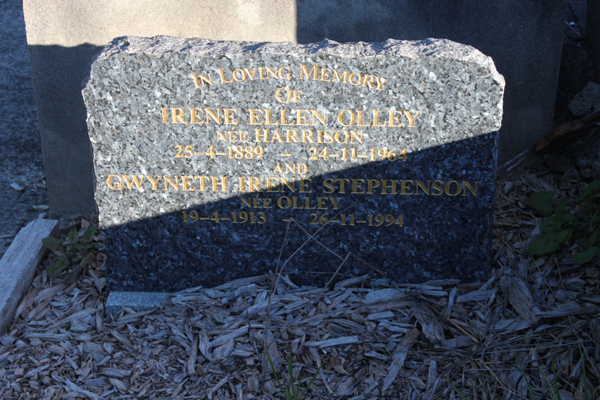 IN LOVING MEMORY
OF
IRENE ELLEN OLLEY
NÉE HARRISON
25-4-1889 - 24-11-1964
AND
GWYNETH IRENE STEPHENSON
NÉE OLLEY
19-4-1913 - 26-11-1994